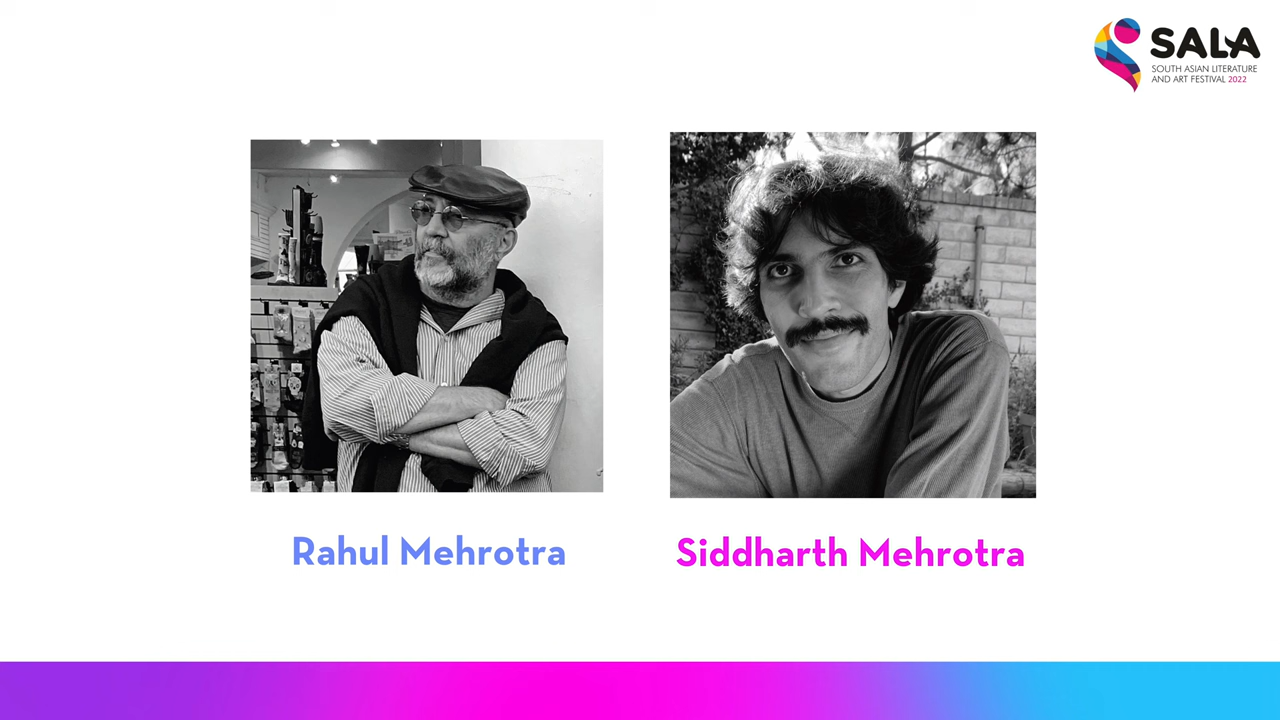 SALA
SOUTH ASIAN LITERATURE
AND ART FESTIVAL 2022
Rahul Mehrotra
Siddharth Mehrotra